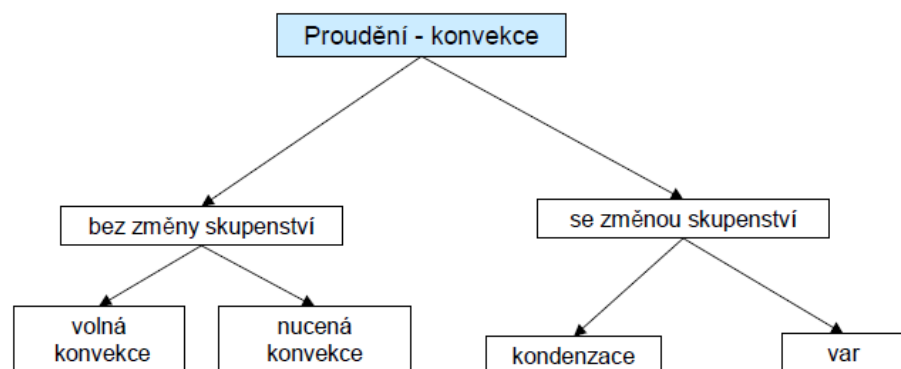 Proudění - konvekce
bez změny skupenství
se změnou skupenství
volná
konvekce
nucená
konvekce
kondenzace
var